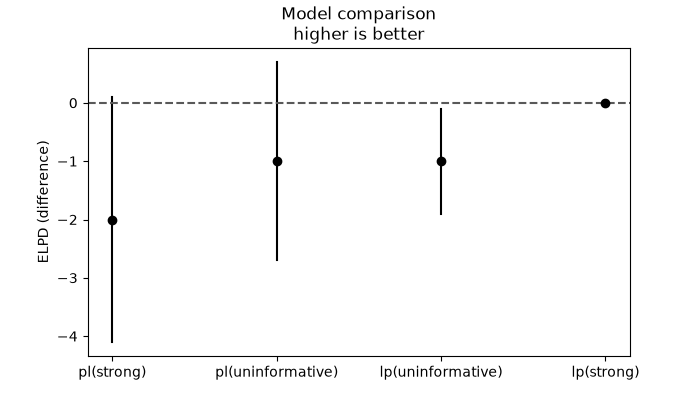 Model comparison
higher is better
ELPD (difference)
0
−1
−2
−3
−4
pl(strong)
pl(uninformative)
lp(uninformative)
lp(strong)